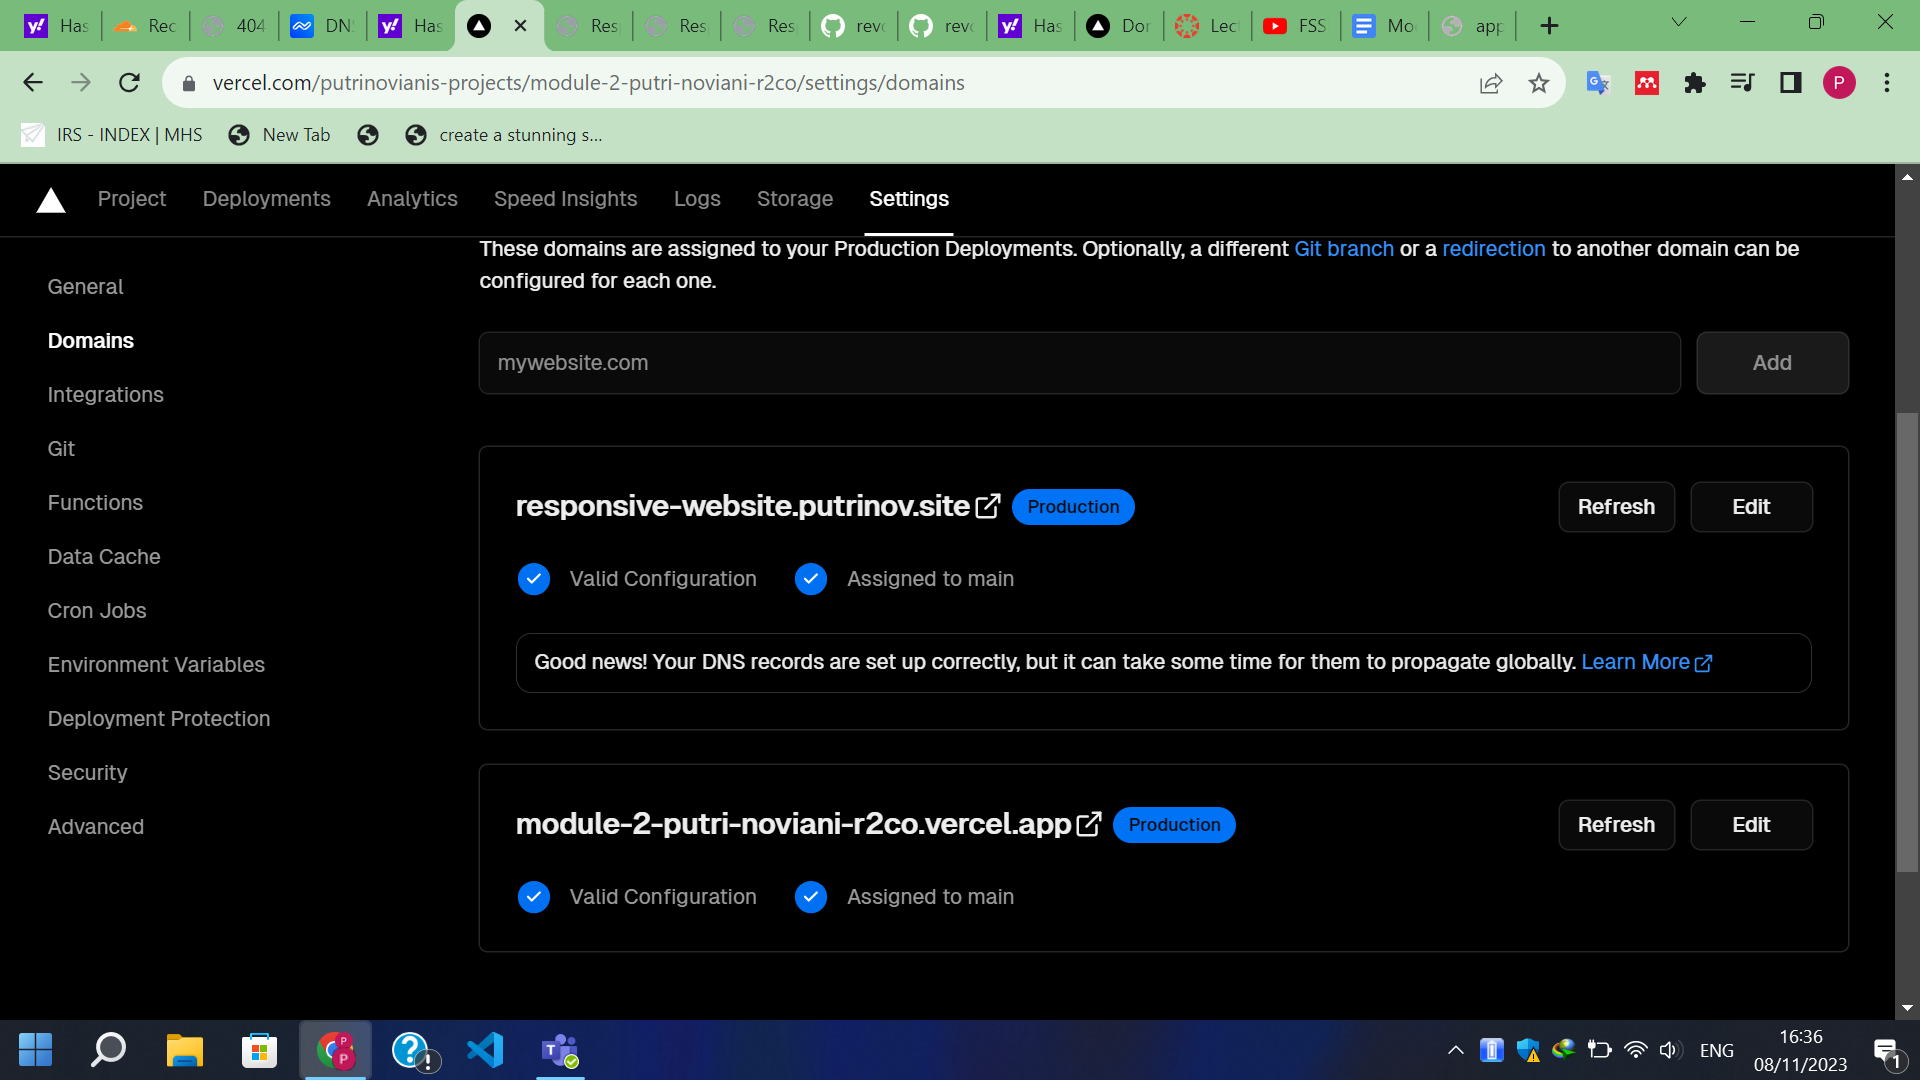 Has
Rec
404
DNS
Has
Res
Res
Res
revo
revo
Has
Dor
Lect
FSS
Mod
app
vercel.com/putrinovianis-projects/module-2-putri-noviani-r2co/settings/domains
P
IRS - INDEX | MHS
New Tab
create a stunning s...
Project
Deployments
Analytics
Speed Insights
Logs
Storage
Settings
These domains are assigned to your Production Deployments. Optionally, a different Git branch or a redirection to another domain can be
configured for each one.
General
Domains
Integrations
Git
Functions
Data Cache
Cron Jobs
Environment Variables
Deployment Protection
Security
Advanced
mywebsite.com
Add
responsive-website.putrinov.site
Production
Refresh
Edit
Valid Configuration
Assigned to main
Good news! Your DNS records are set up correctly, but it can take some time for them to propagate globally. Learn More
module-2-putri-noviani-r2co.vercel.app
Production
Refresh
Edit
Valid Configuration
Assigned to main
ENG
16:36
08/11/2023
1